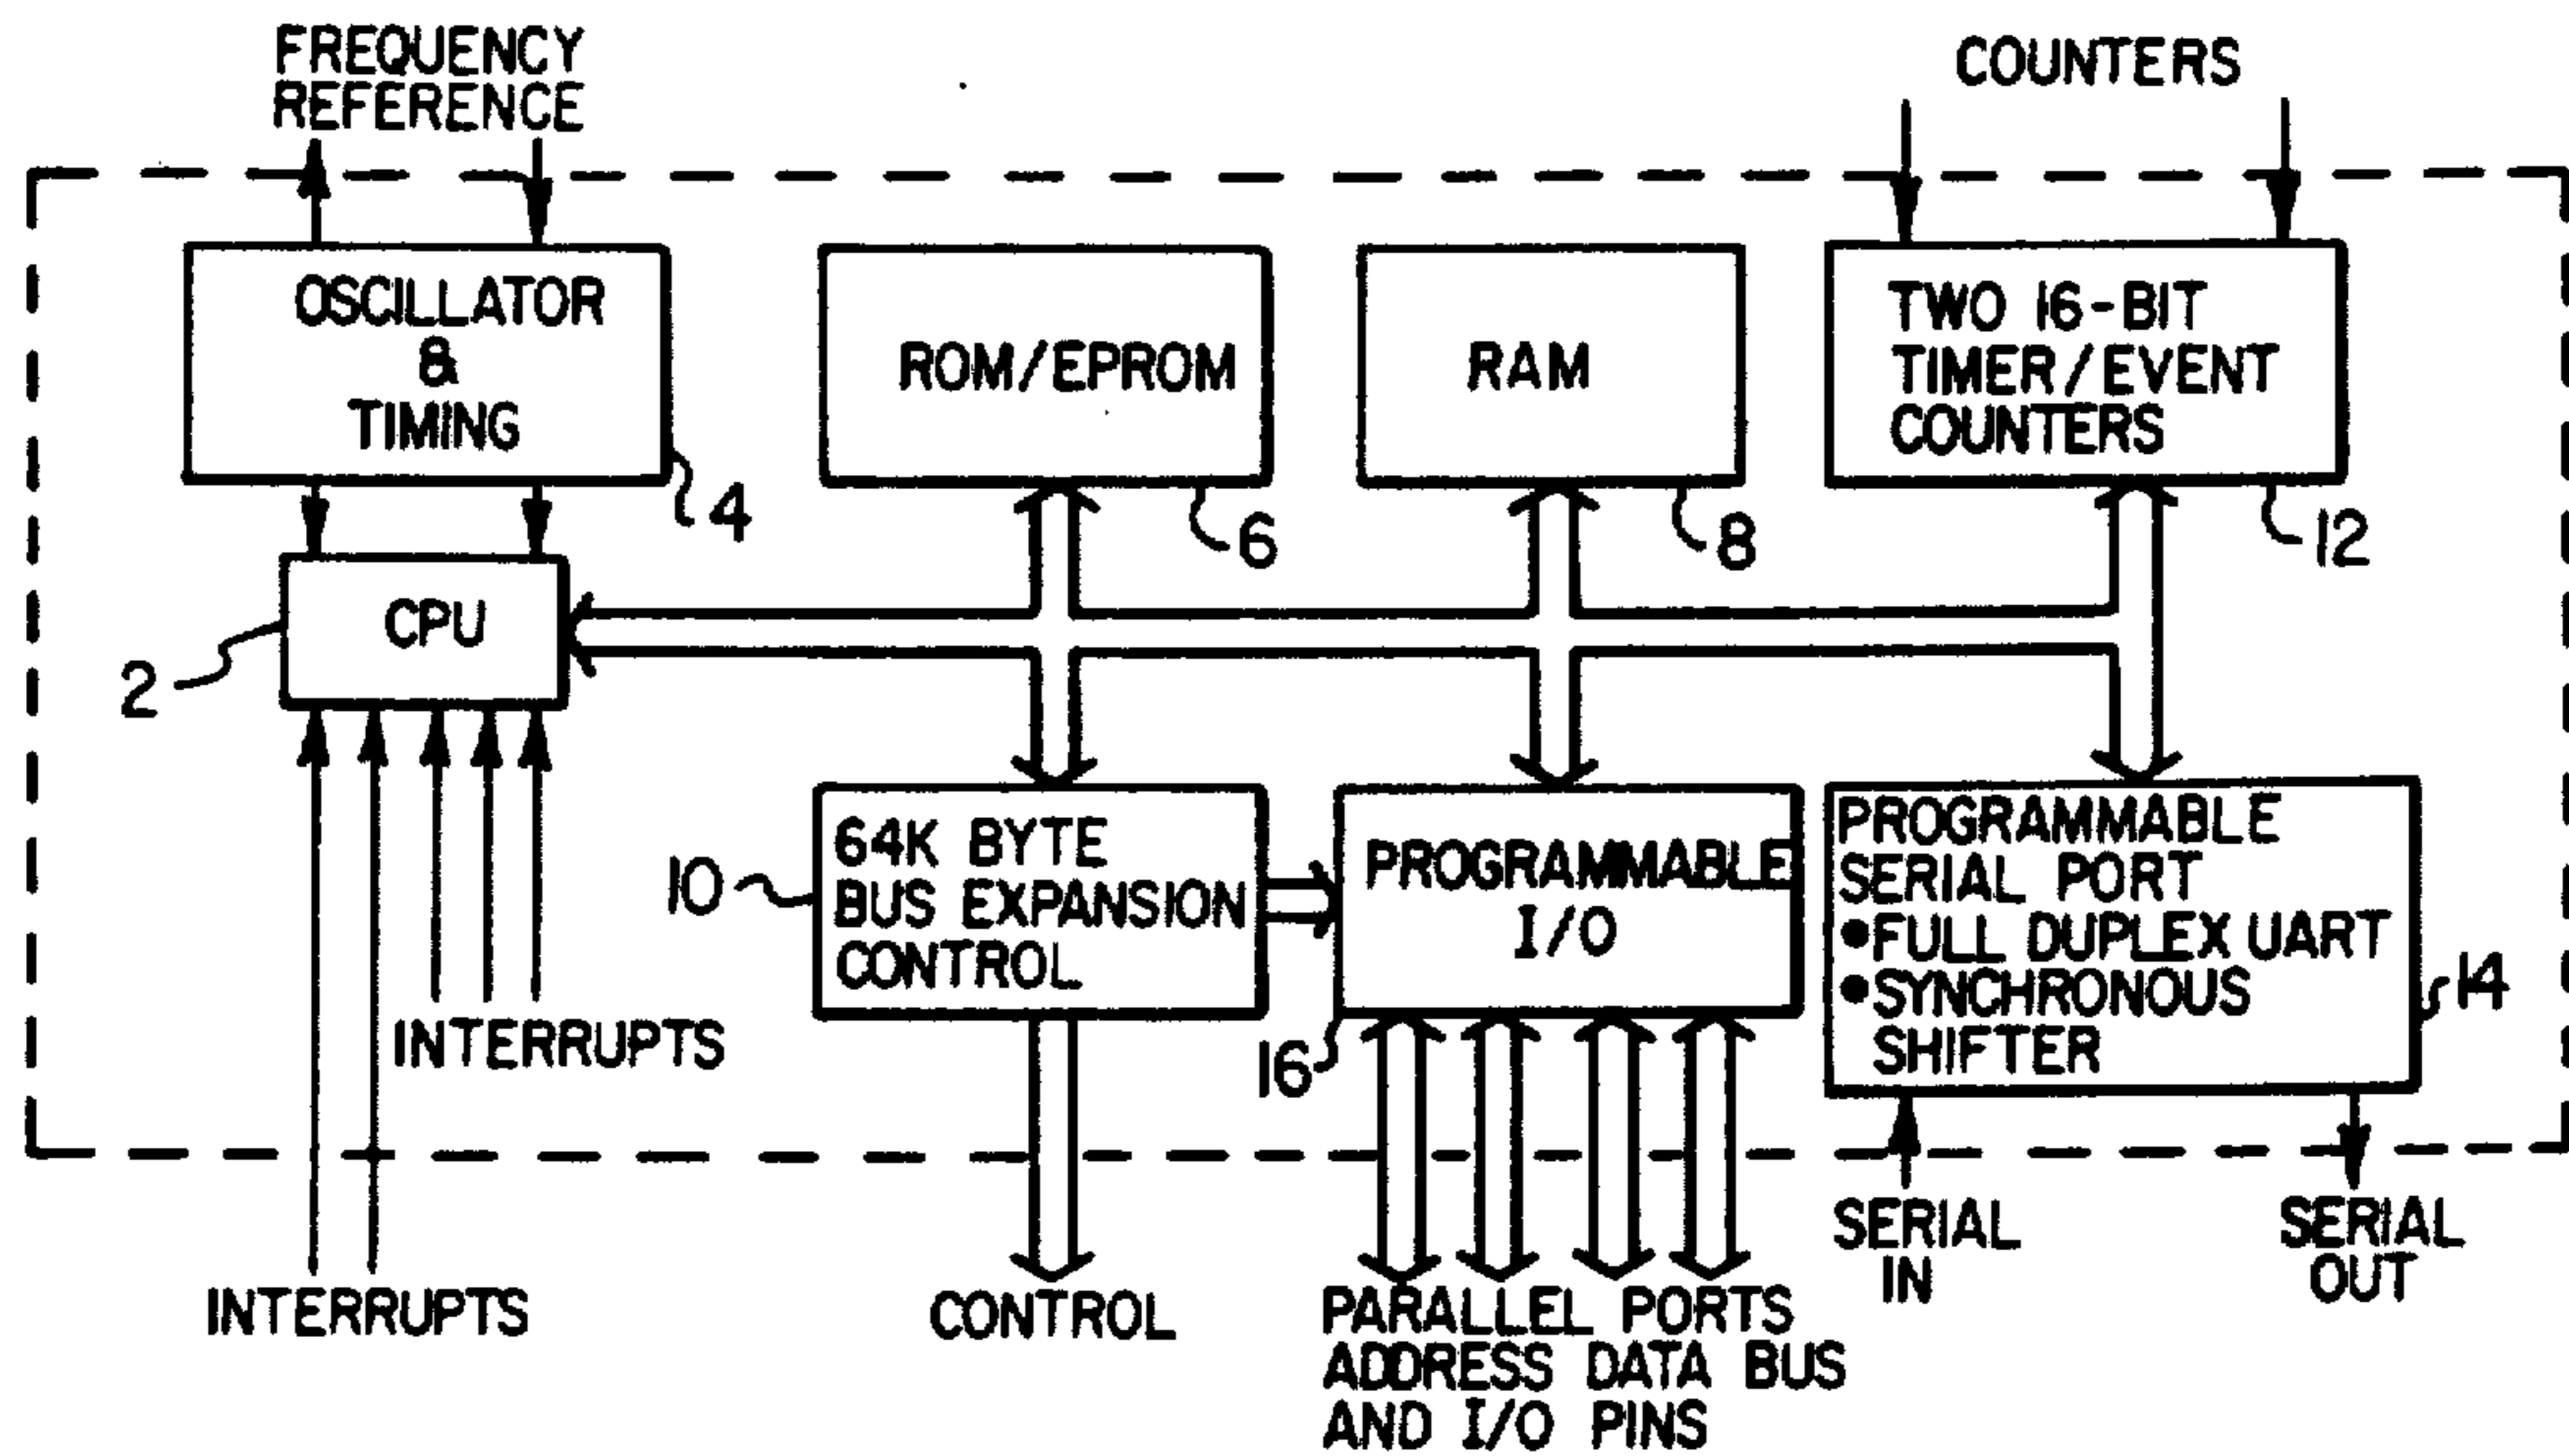 FREQUENCY
REFERENCE
COUNTERS
OSCILLATOR
&
TIMING
4
ROM/EPROM
6
RAM
8
TWO 16-BIT
TIMER/EVENT
COUNTERS
12
CPU
2
INTERRUPTS
INTERRUPTS
64K BYTE
BUS EXPANSION
CONTROL
10
CONTROL
PROGRAMMABLE
I/O
16
PARALLEL PORTS
ADDRESS DATA BUS
AND I/O PINS
PROGRAMMABLE
SERIAL PORT
●FULL DUPLEX UART
●SYNCHRONOUS
SHIFTER
14
SERIAL
IN
SERIAL
OUT